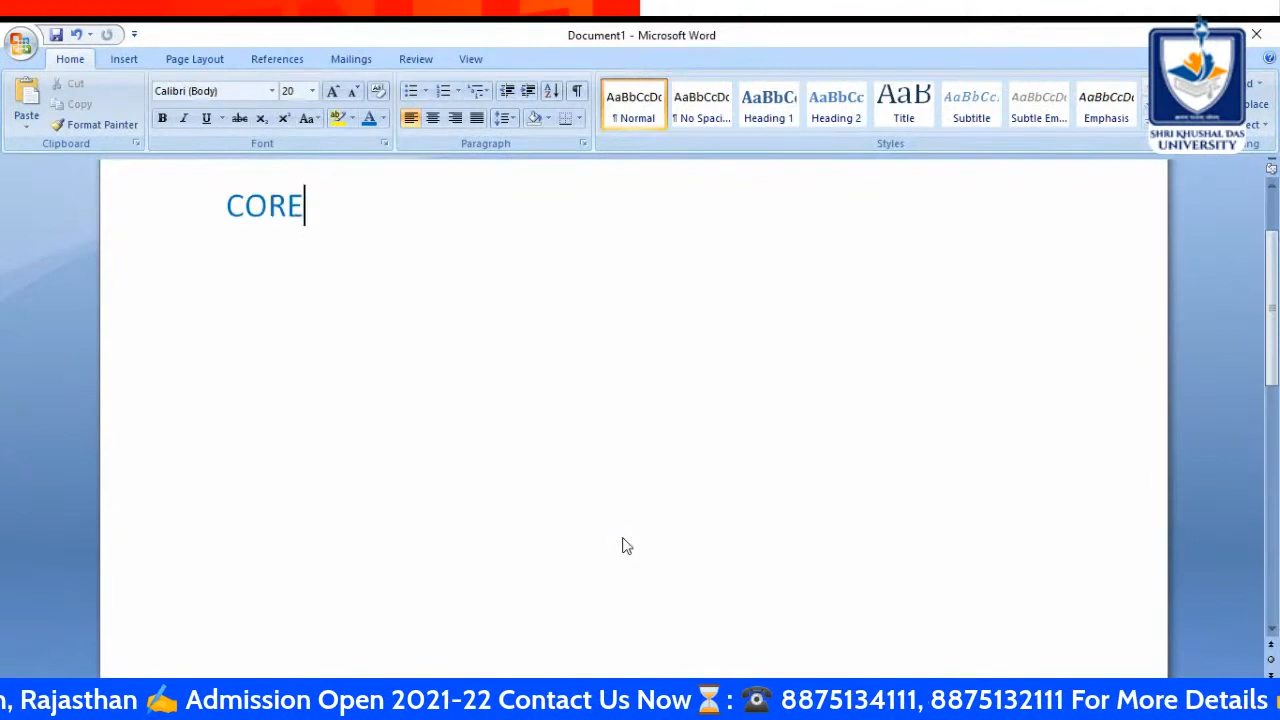 Document1 - Microsoft Word
Home Insert Page Layout References Mailings Review View
Cut
Copy
Paste
Format Painter
Calibri (Body) 20
AaBbCcDc AaBbCcDc AaBbC AaBbCc AaB AaBbCc. AaBbCcDc AaBbCcDc
¶ Normal ¶ No Spaci... Heading 1 Heading 2 Title Subtitle Subtle Em... Emphasis
Clipboard Font Paragraph Styles
SHRI KHUSHAL DAS
UNIVERSITY
CORE
, Rajasthan ✍ Admission Open 2021-22 Contact Us Now⏳: ☎ 8875134111, 8875132111 For More Details